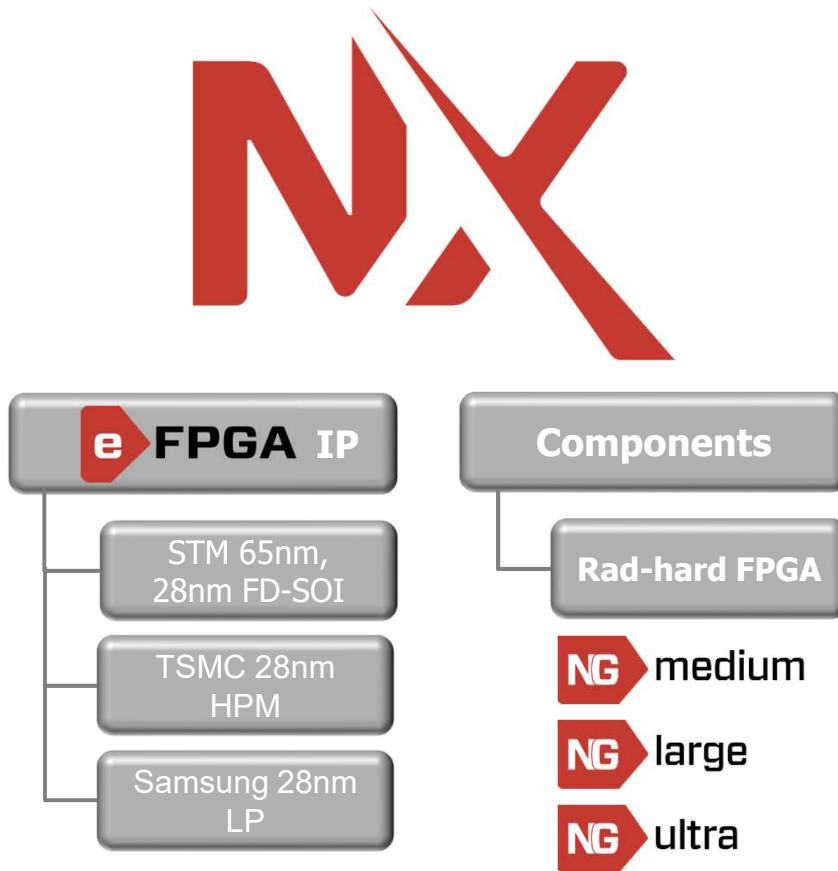 NX
e FPGA IP
STM 65nm,
28nm FD-SOI
TSMC 28nm
HPM
Samsung 28nm
LP
Components
Rad-hard FPGA
NG medium
NG large
NG ultra